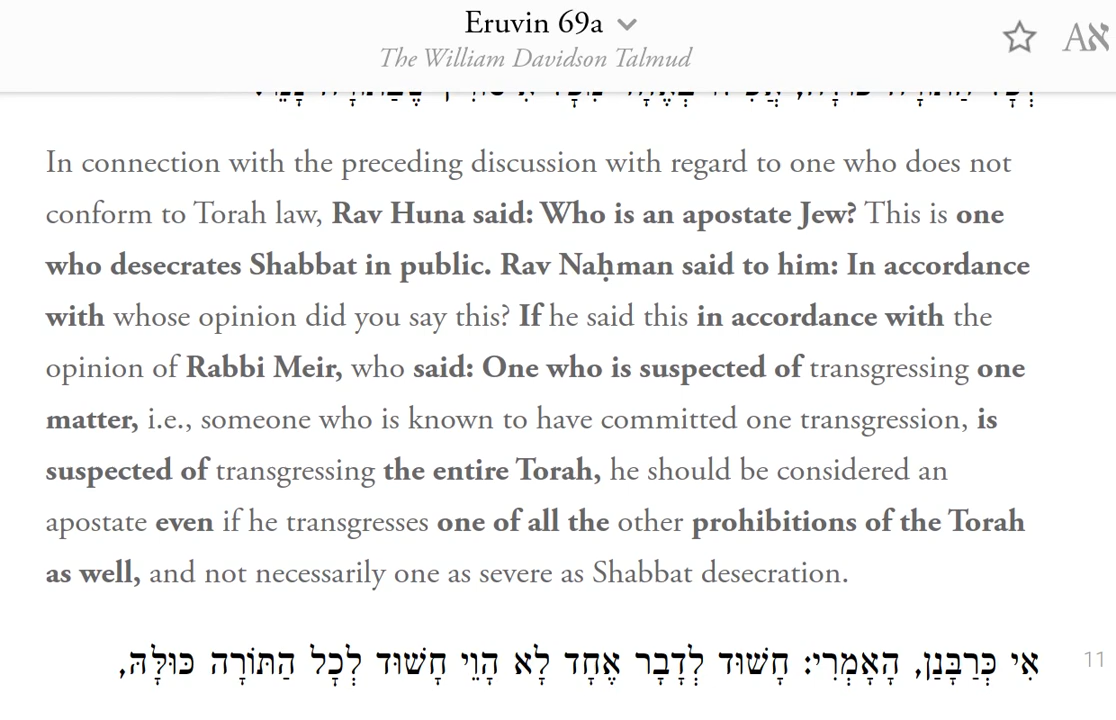 Eruvin 69a
The William Davidson Talmud
Aא
In connection with the preceding discussion with regard to one who does not
conform to Torah law, Rav Huna said: Who is an apostate Jew? This is one
who desecrates Shabbat in public. Rav Naḥman said to him: In accordance
with whose opinion did you say this? If he said this in accordance with the
opinion of Rabbi Meir, who said: One who is suspected of transgressing one
matter, i.e., someone who is known to have committed one transgression, is
suspected of transgressing the entire Torah, he should be considered an
apostate even if he transgresses one of all the other prohibitions of the Torah
as well, and not necessarily one as severe as Shabbat desecration.
אִי כְּרַבָּנַן, הָאָמְרִי: חָשׁוּד לְדָבָר אֶחָד לָא הָוֵי חָשׁוּד לְכׇל הַתּוֹרָה כּוּלָּהּ,
11